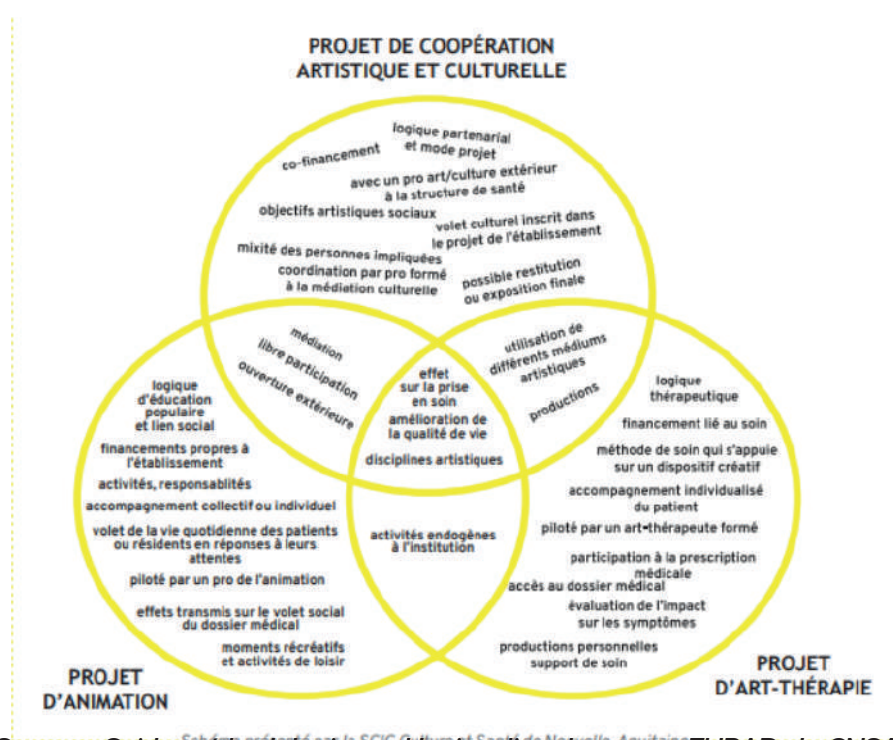 PROJET DE COOPÉRATION
ARTISTIQUE ET CULTURELLE
logique partenarial
et mode projet
co-financement
avec un pro art/culture extérieur
à la structure de santé
objectifs artistiques sociaux
volet culturel inscrit dans
le projet de l'établissement
mixité des personnes impliquées
coordination par pro formé
à la médiation culturelle
possible restitution
ou exposition finale
médiation
libre participation
ouverture extérieure
utilisation de
différents médiums
artistiques
productions
effet
sur la prise
en soin
amélioration de
la qualité de vie
disciplines artistiques
logique
d'éducation
populaire
et lien social
financements propres à
l'établissement
activités, responsablités
accompagnement collectif ou individuel
volet de la vie quotidienne des patients
ou résidents en réponses à leurs
attentes
piloté par un pro de l'animation
effets transmis sur le volet social
du dossier médical
moments récréatifs
et activités de loisir
activités endogènes
à l'institution
logique
thérapeutique
financement lié au soin
méthode de soin qui s'appuie
sur un dispositif créatif
accompagnement individualisé
du patient
piloté par un art-thérapeute formé
participation à la prescription
médicale
accès au dossier médical
évaluation de l'impact
sur les symptômes
productions personnelles
support de soin
PROJET
D'ANIMATION
PROJET
D'ART-THÉRAPIE